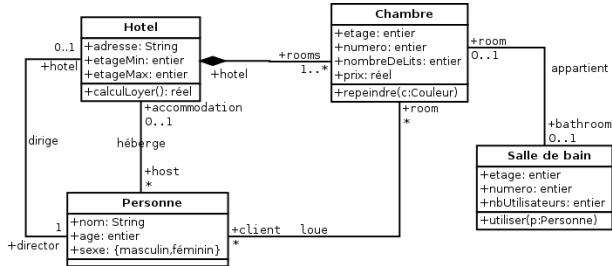 Hotel
+adresse: String
+etageMin: entier
+etageMax: entier
+calculLoyer(): réel
Chambre
+etage: entier
+numero: entier
+nombreDeLits: entier
+prix: réel
+repeindre(c:Couleur)
0..1
+hotel
+hotel
+rooms
1..*
+room
0..1
appartient
+bathroom
0..1
+accommodation
0..1
héberge
+host
*
dirige
+room
*
Salle de bain
+etage: entier
+numero: entier
+nbUtilisateurs: entier
+utiliser(p:Personne)
Personne
+nom: String
+age: entier
+sexe: {masculin,féminin}
1
+director
+client
*
loue